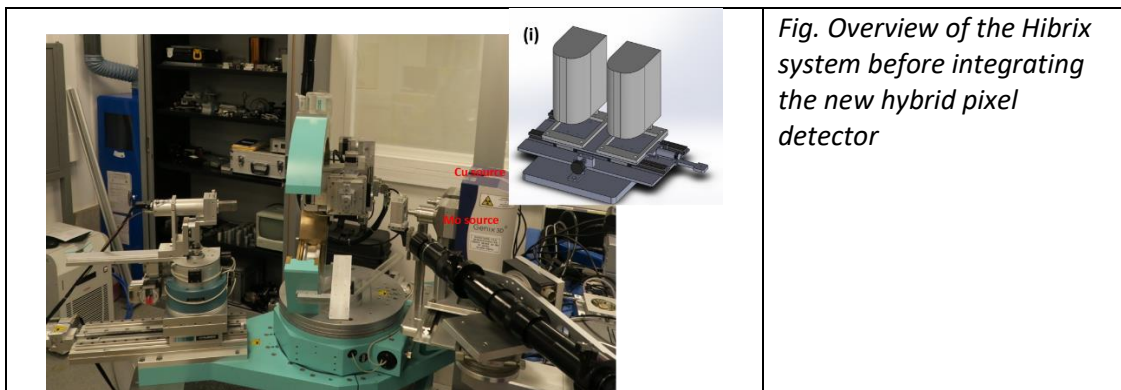 (i)
Fig. Overview of the Hibrix
system before integrating
the new hybrid pixel
detector
Cu source
Mo source
Genix 3D